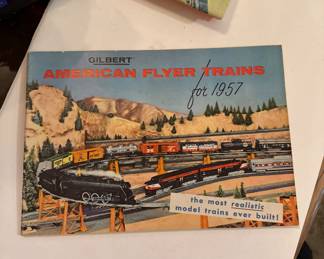 GILBERT
AMERICAN FLYER TRAINS
for 1957
the most realistic
model trains ever built!